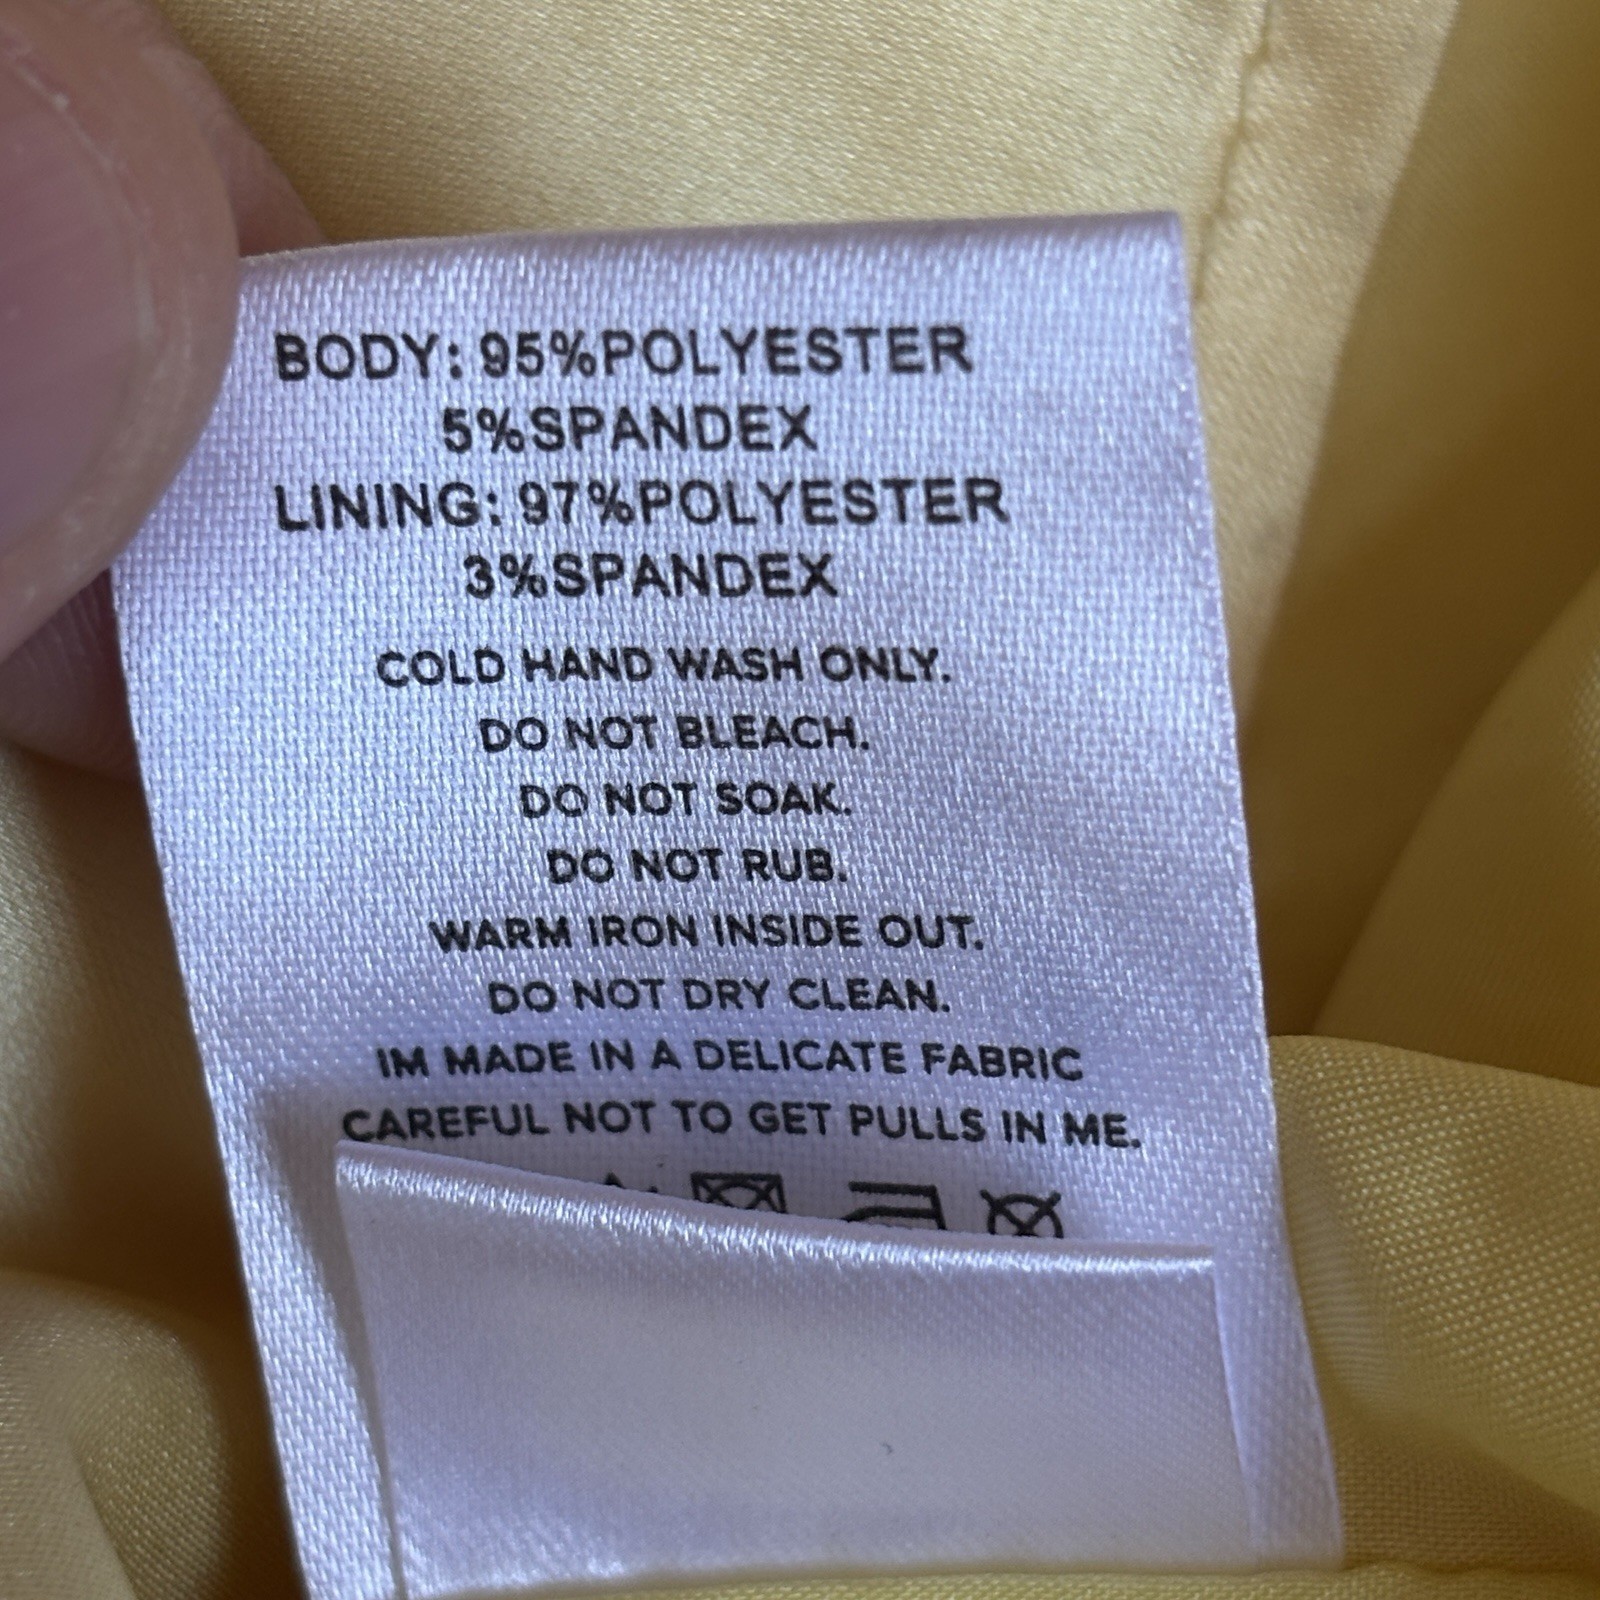 BODY: 95%POLYESTER
5%SPANDEX
LINING: 97%POLYESTER
3%SPANDEX
COLD HAND WASH ONLY.
DO NOT BLEACH.
DO NOT SOAK.
DO NOT RUB.
WARM IRON INSIDE OUT.
DO NOT DRY CLEAN.
IM MADE IN A DELICATE FABRIC
CAREFUL NOT TO GET PULLS IN ME.